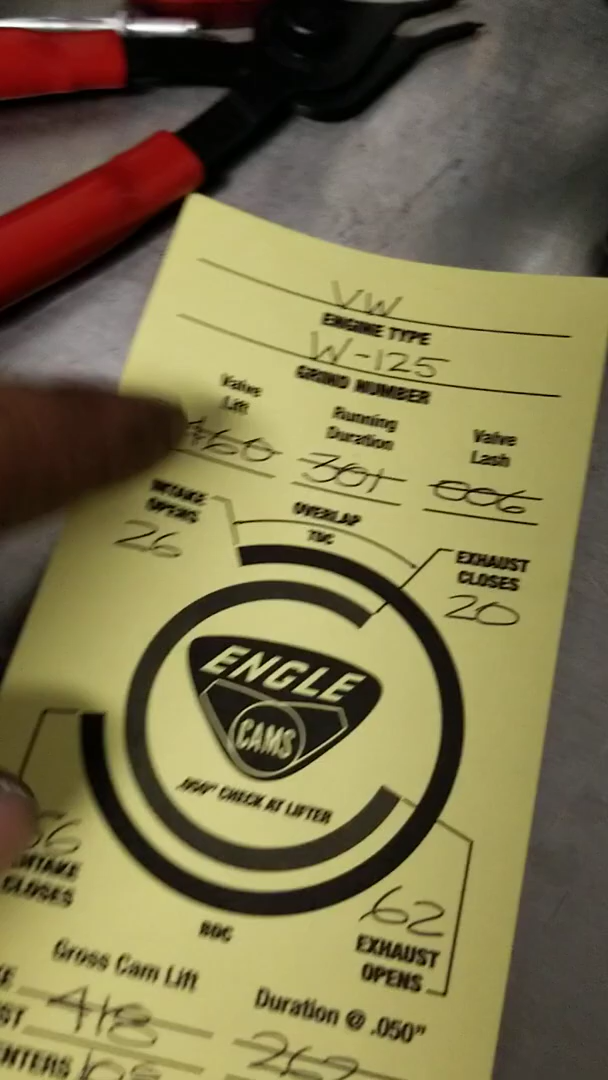 VW
ENGINE TYPE
W-125
GRIND NUMBER
Valve Lift
Running Duration
Valve Lash
460
301
006
INTAKE OPENS
26
OVERLAP
TDC
EXHAUST CLOSES
20
ENGLE
CAMS
.050" CHECK AT LIFTER
INTAKE CLOSES
62
EXHAUST OPENS
BDC
Gross Cam Lift
Duration @ .050"
418
262